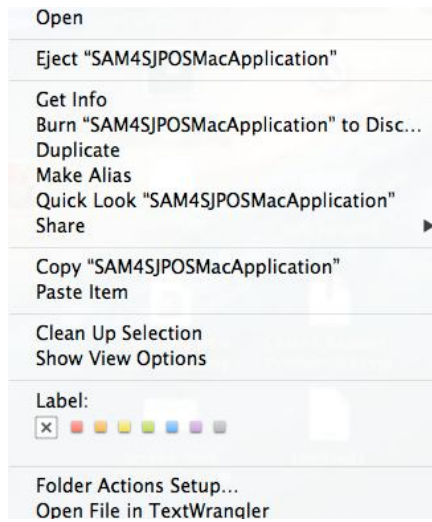 Open
Eject “SAM4SJPOSMacApplication”
Get Info
Burn “SAM4SJPOSMacApplication” to Disc...
Duplicate
Make Alias
Quick Look “SAM4SJPOSMacApplication”
Share
Copy “SAM4SJPOSMacApplication”
Paste Item
Clean Up Selection
Show View Options
Label:
Folder Actions Setup...
Open File in TextWrangler